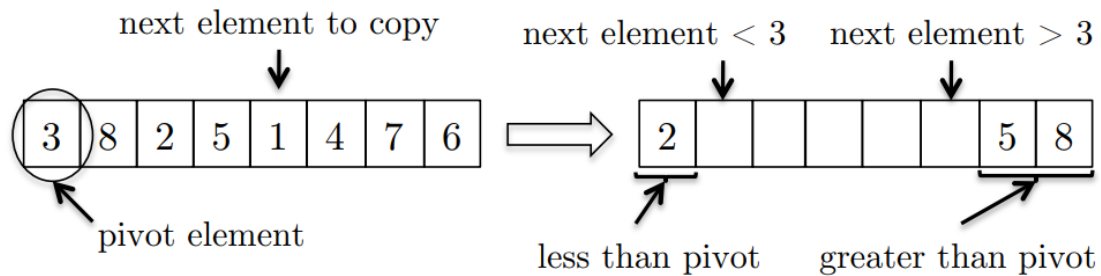 next element to copy
next element < 3
next element > 3
3 8 2 5 1 4 7 6
2 5 8
pivot element
less than pivot
greater than pivot